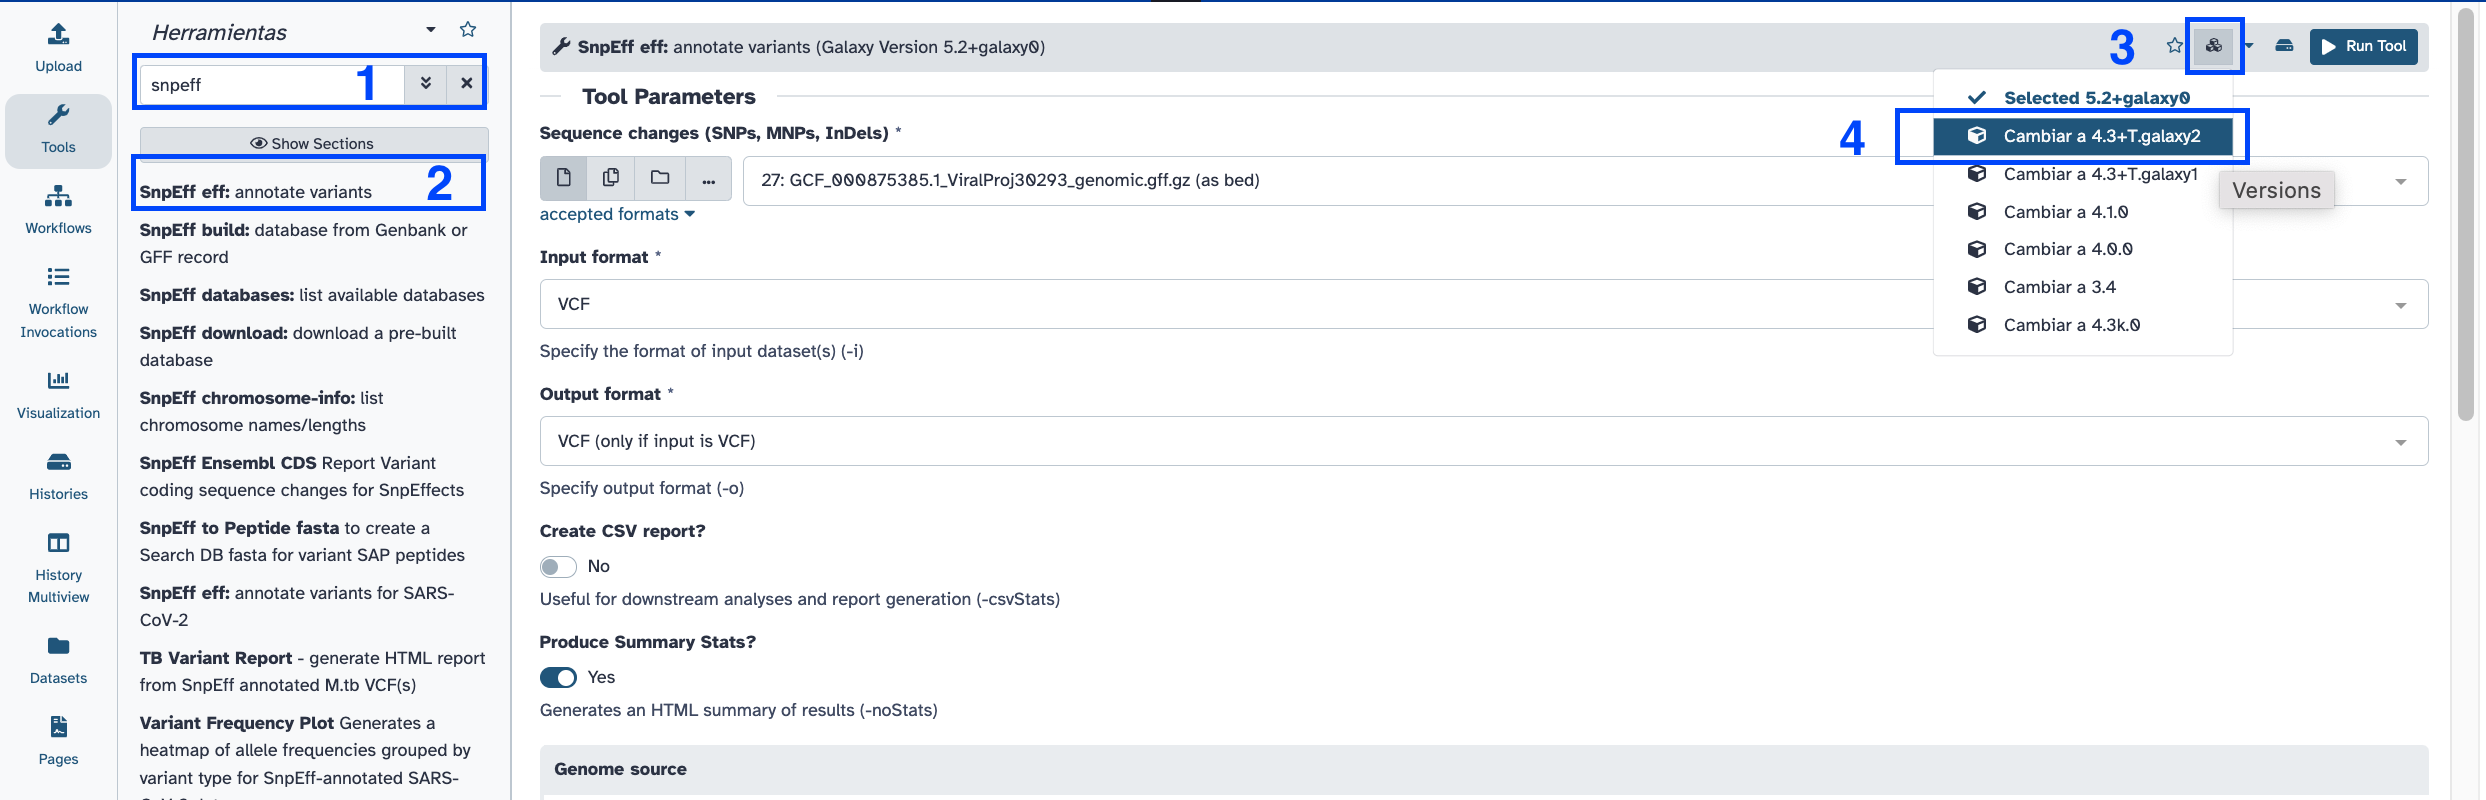 Upload
Tools
Workflows
Workflow
Invocations
Visualization
Histories
History
Multiview
Datasets
Pages
Herramientas
snpeff
1
Show Sections
SnpEff eff: annotate variants
2
SnpEff build: database from Genbank or
GFF record
SnpEff databases: list available databases
SnpEff download: download a pre-built
database
SnpEff chromosome-info: list
chromosome names/lengths
SnpEff Ensembl CDS Report Variant
coding sequence changes for SnpEffects
SnpEff to Peptide fasta to create a
Search DB fasta for variant SAP peptides
SnpEff eff: annotate variants for SARS-
CoV-2
TB Variant Report - generate HTML report
from SnpEff annotated M.tb VCF(s)
Variant Frequency Plot Generates a
heatmap of allele frequencies grouped by
variant type for SnpEff-annotated SARS-
SnpEff eff: annotate variants (Galaxy Version 5.2+galaxy0)
3
Run Tool
Tool Parameters
Selected 5.2+galaxy0
4
Cambiar a 4.3+T.galaxy2
Cambiar a 4.3+T.galaxy1
Cambiar a 4.1.0
Cambiar a 4.0.0
Cambiar a 3.4
Cambiar a 4.3k.0
Versions
Sequence changes (SNPs, MNPs, InDels) *
...
27: GCF_000875385.1_ViralProj30293_genomic.gff.gz (as bed)
accepted formats
Input format *
VCF
Specify the format of input dataset(s) (-i)
Output format *
VCF (only if input is VCF)
Specify output format (-o)
Create CSV report?
No
Useful for downstream analyses and report generation (-csvStats)
Produce Summary Stats?
Yes
Generates an HTML summary of results (-noStats)
Genome source